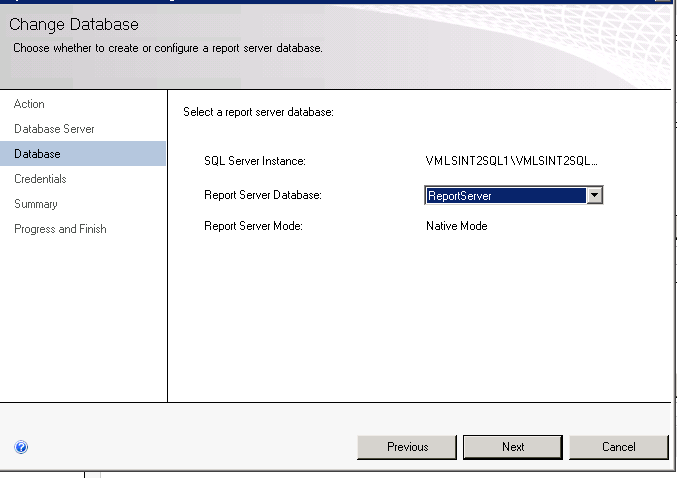 Change Database
Choose whether to create or configure a report server database.
Action
Database Server
Database
Credentials
Summary
Progress and Finish
Select a report server database:
SQL Server Instance: VMLSINT2SQL1\VMLSINT2SQL...
Report Server Database: ReportServer
Report Server Mode: Native Mode
Previous Next Cancel